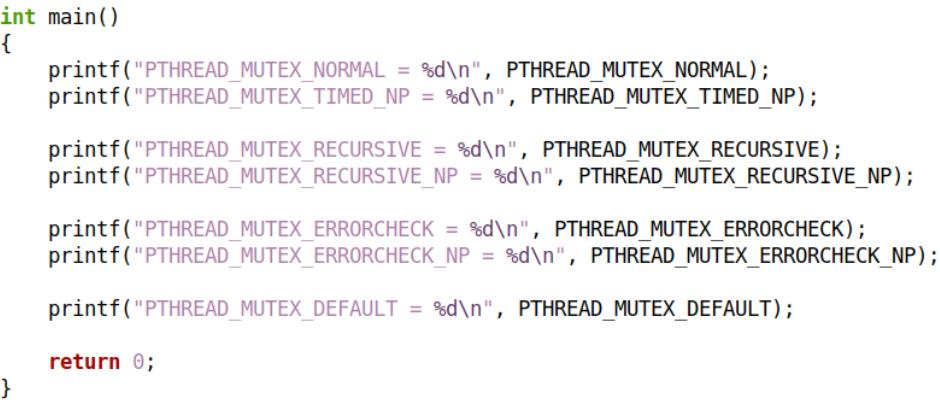 int main()
{
    printf("PTHREAD_MUTEX_NORMAL = %d\n", PTHREAD_MUTEX_NORMAL);
    printf("PTHREAD_MUTEX_TIMED_NP = %d\n", PTHREAD_MUTEX_TIMED_NP);

    printf("PTHREAD_MUTEX_RECURSIVE = %d\n", PTHREAD_MUTEX_RECURSIVE);
    printf("PTHREAD_MUTEX_RECURSIVE_NP = %d\n", PTHREAD_MUTEX_RECURSIVE_NP);

    printf("PTHREAD_MUTEX_ERRORCHECK = %d\n", PTHREAD_MUTEX_ERRORCHECK);
    printf("PTHREAD_MUTEX_ERRORCHECK_NP = %d\n", PTHREAD_MUTEX_ERRORCHECK_NP);

    printf("PTHREAD_MUTEX_DEFAULT = %d\n", PTHREAD_MUTEX_DEFAULT);

    return 0;
}